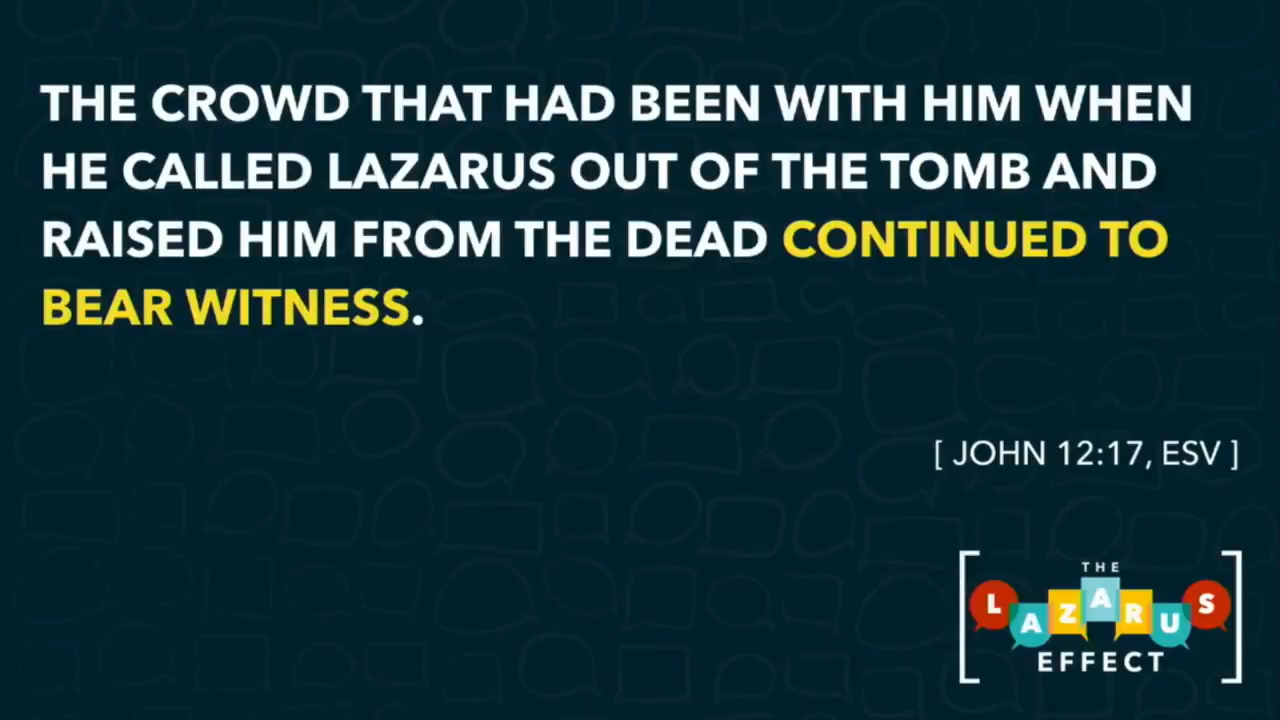 THE CROWD THAT HAD BEEN WITH HIM WHEN
HE CALLED LAZARUS OUT OF THE TOMB AND
RAISED HIM FROM THE DEAD CONTINUED TO
BEAR WITNESS.
[ JOHN 12:17, ESV ]
THE
LAZARUS
EFFECT